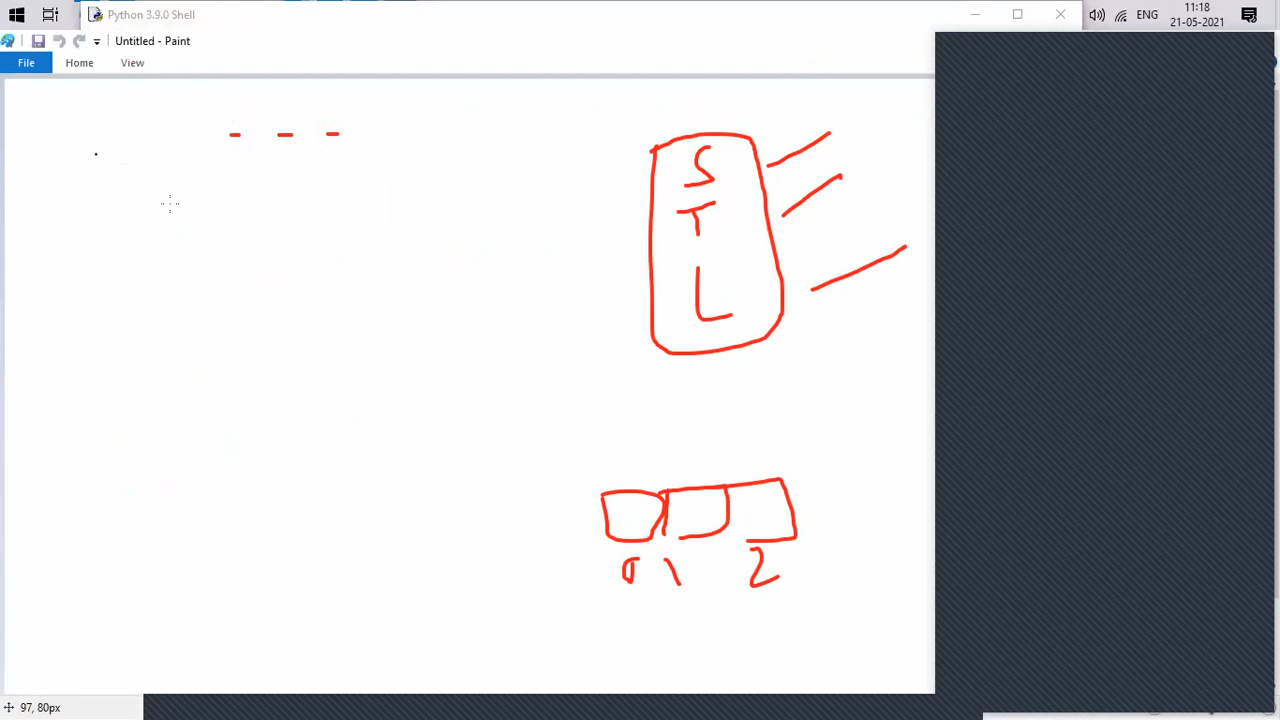 Python 3.9.0 Shell
ENG
11:18
21-05-2021
Untitled - Paint
File
Home
View
- - -
S
T
L
0 1 2
97, 80px